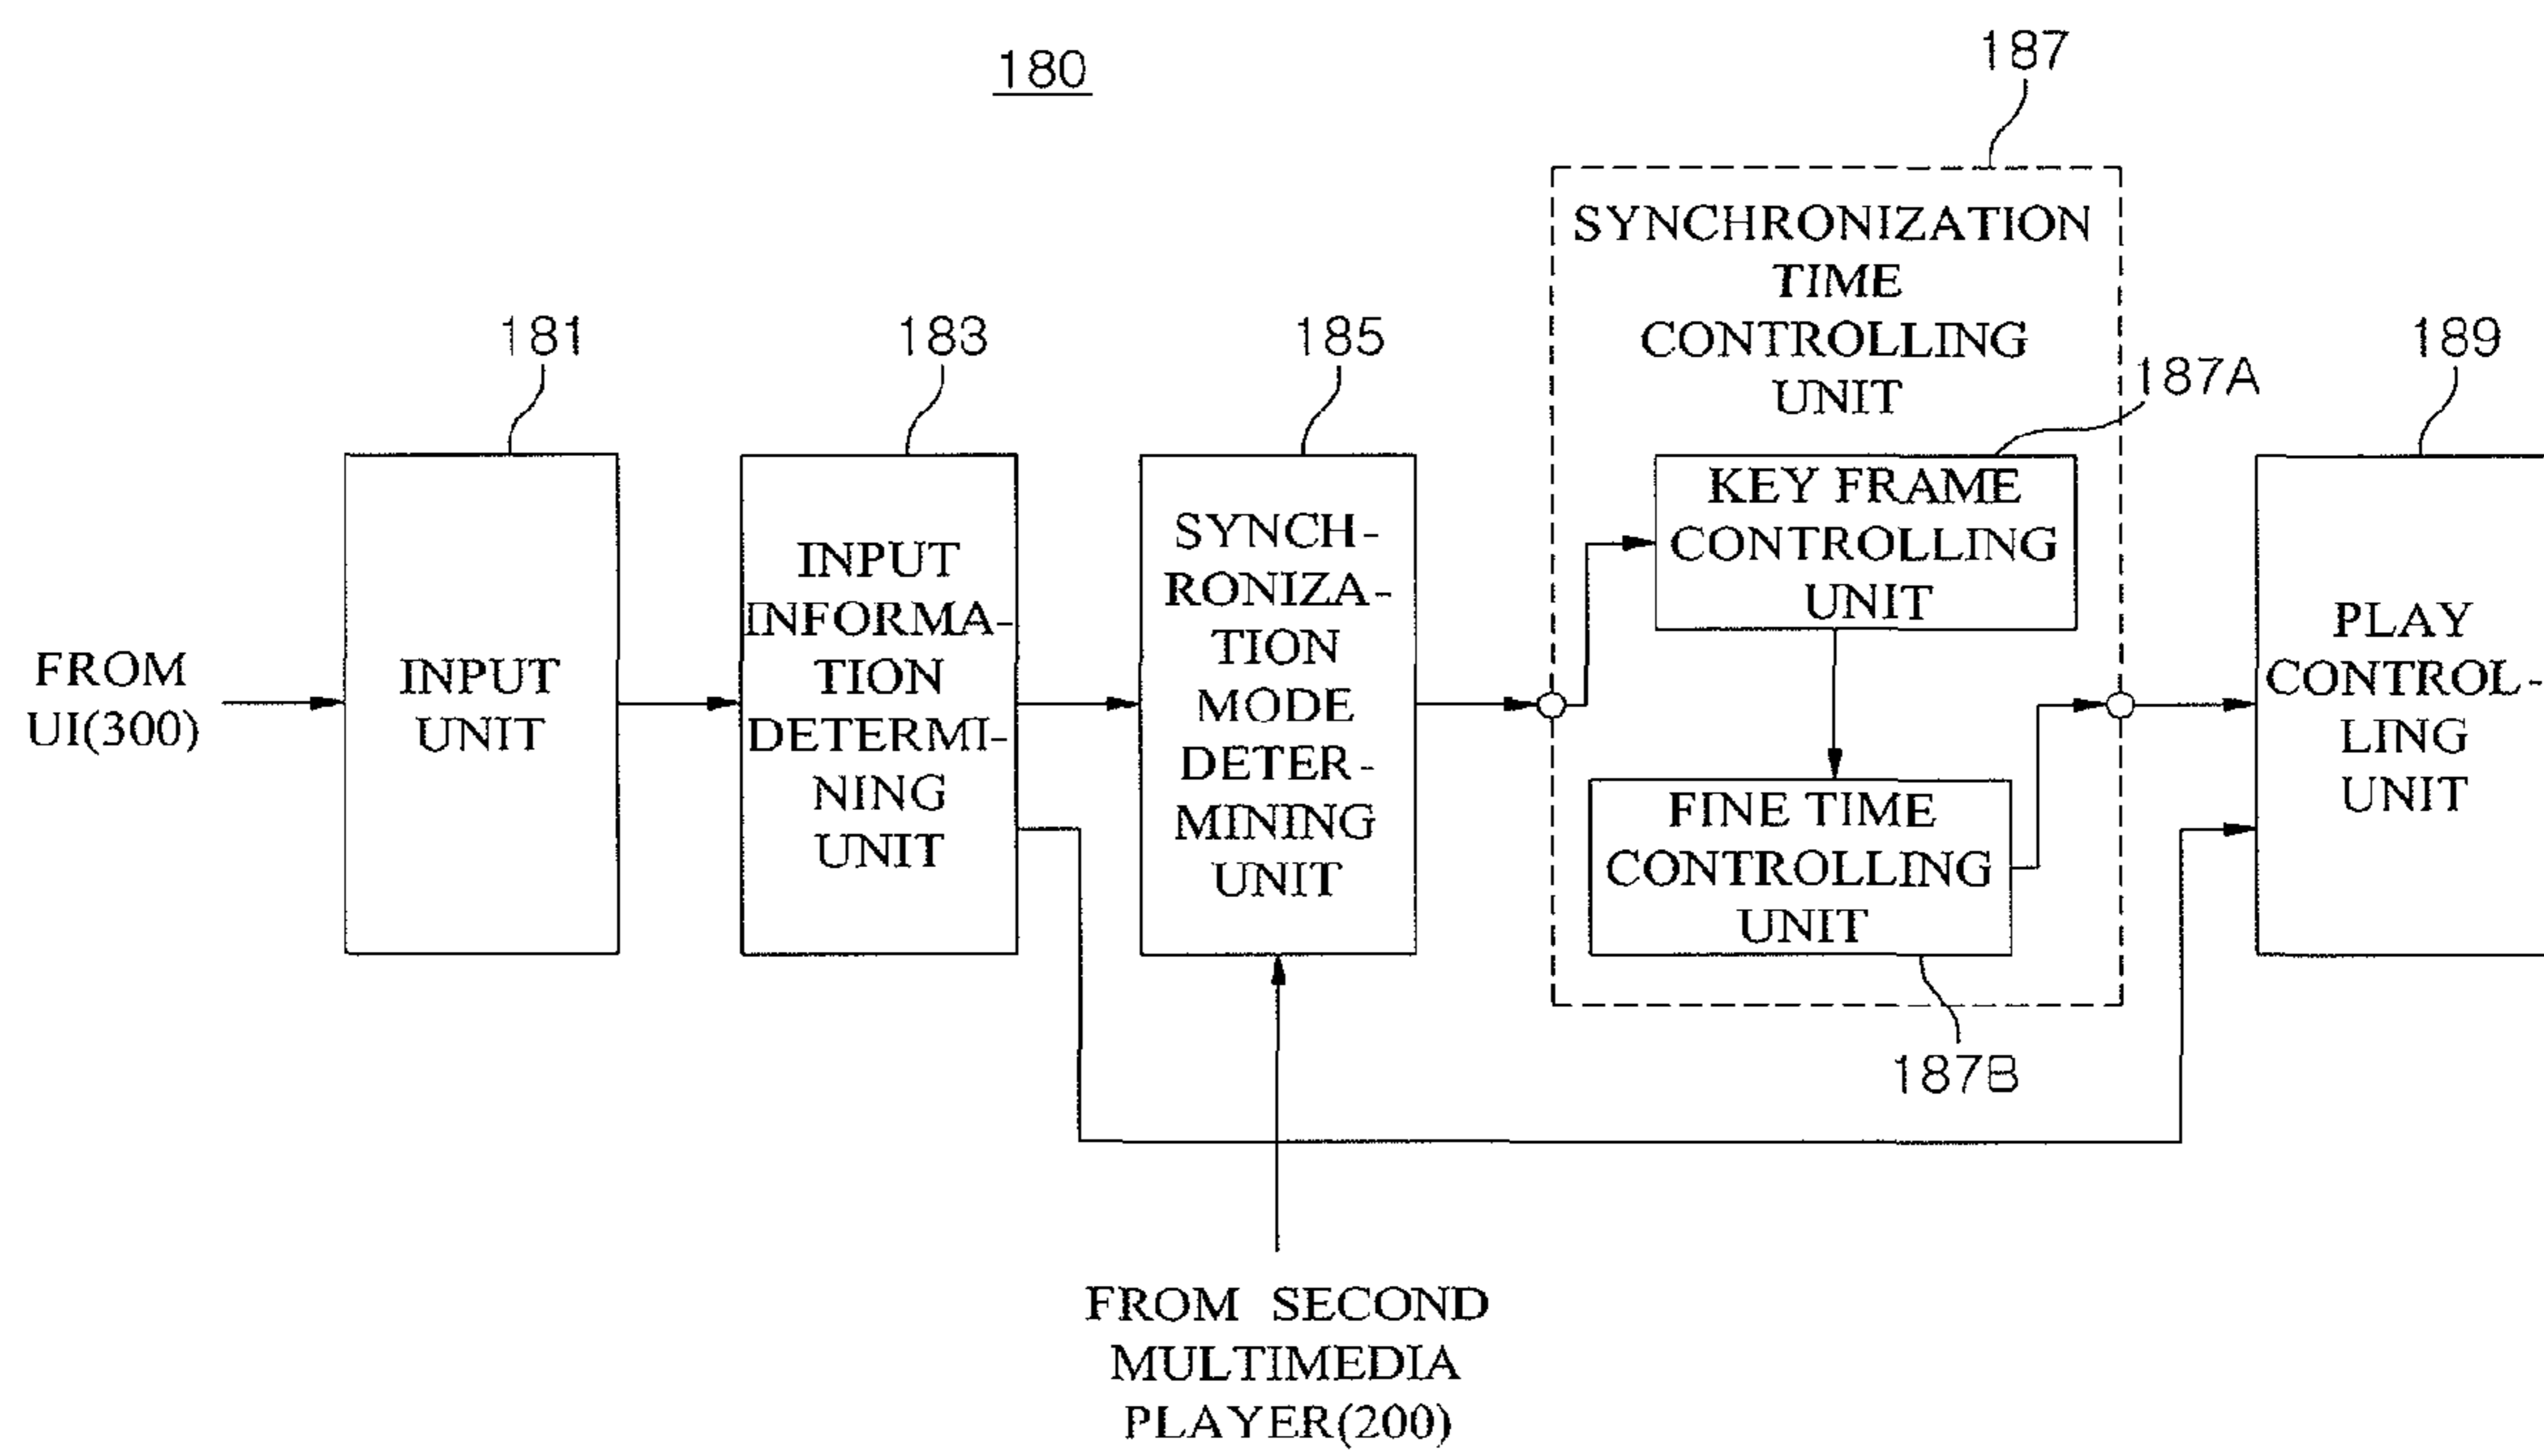 180
187
SYNCHRONIZATION
TIME
CONTROLLING
UNIT
181
183
185
187A
189
FROM
UI(300)
INPUT
UNIT
INPUT
INFORMA-
TION
DETERMI-
NING
UNIT
SYNCH-
RONIZA-
TION
MODE
DETER-
MINING
UNIT
KEY FRAME
CONTROLLING
UNIT
FINE TIME
CONTROLLING
UNIT
187B
PLAY
CONTROL-
LING
UNIT
FROM SECOND
MULTIMEDIA
PLAYER(200)